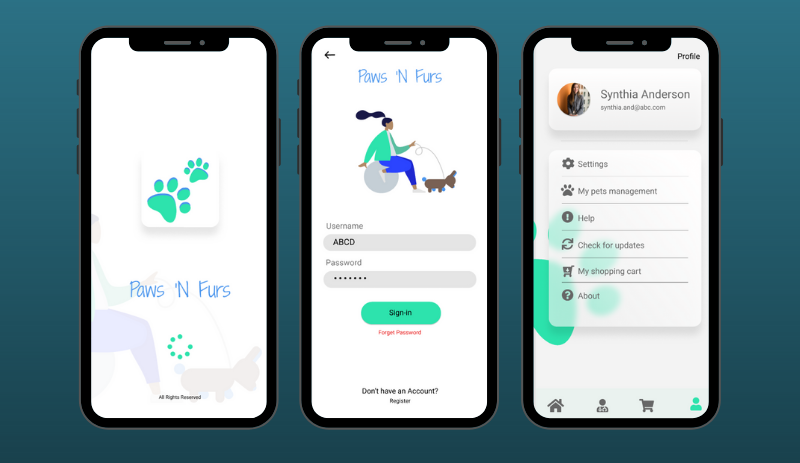 Paws 'N Furs
All Rights Reserved
Paws 'N Furs
Username
ABCD
Password
•••••••
Sign-in
Forget Password
Don't have an Account?
Register
Profile
Synthia Anderson
synthia.and@abc.com
Settings
My pets management
Help
Check for updates
My shopping cart
About